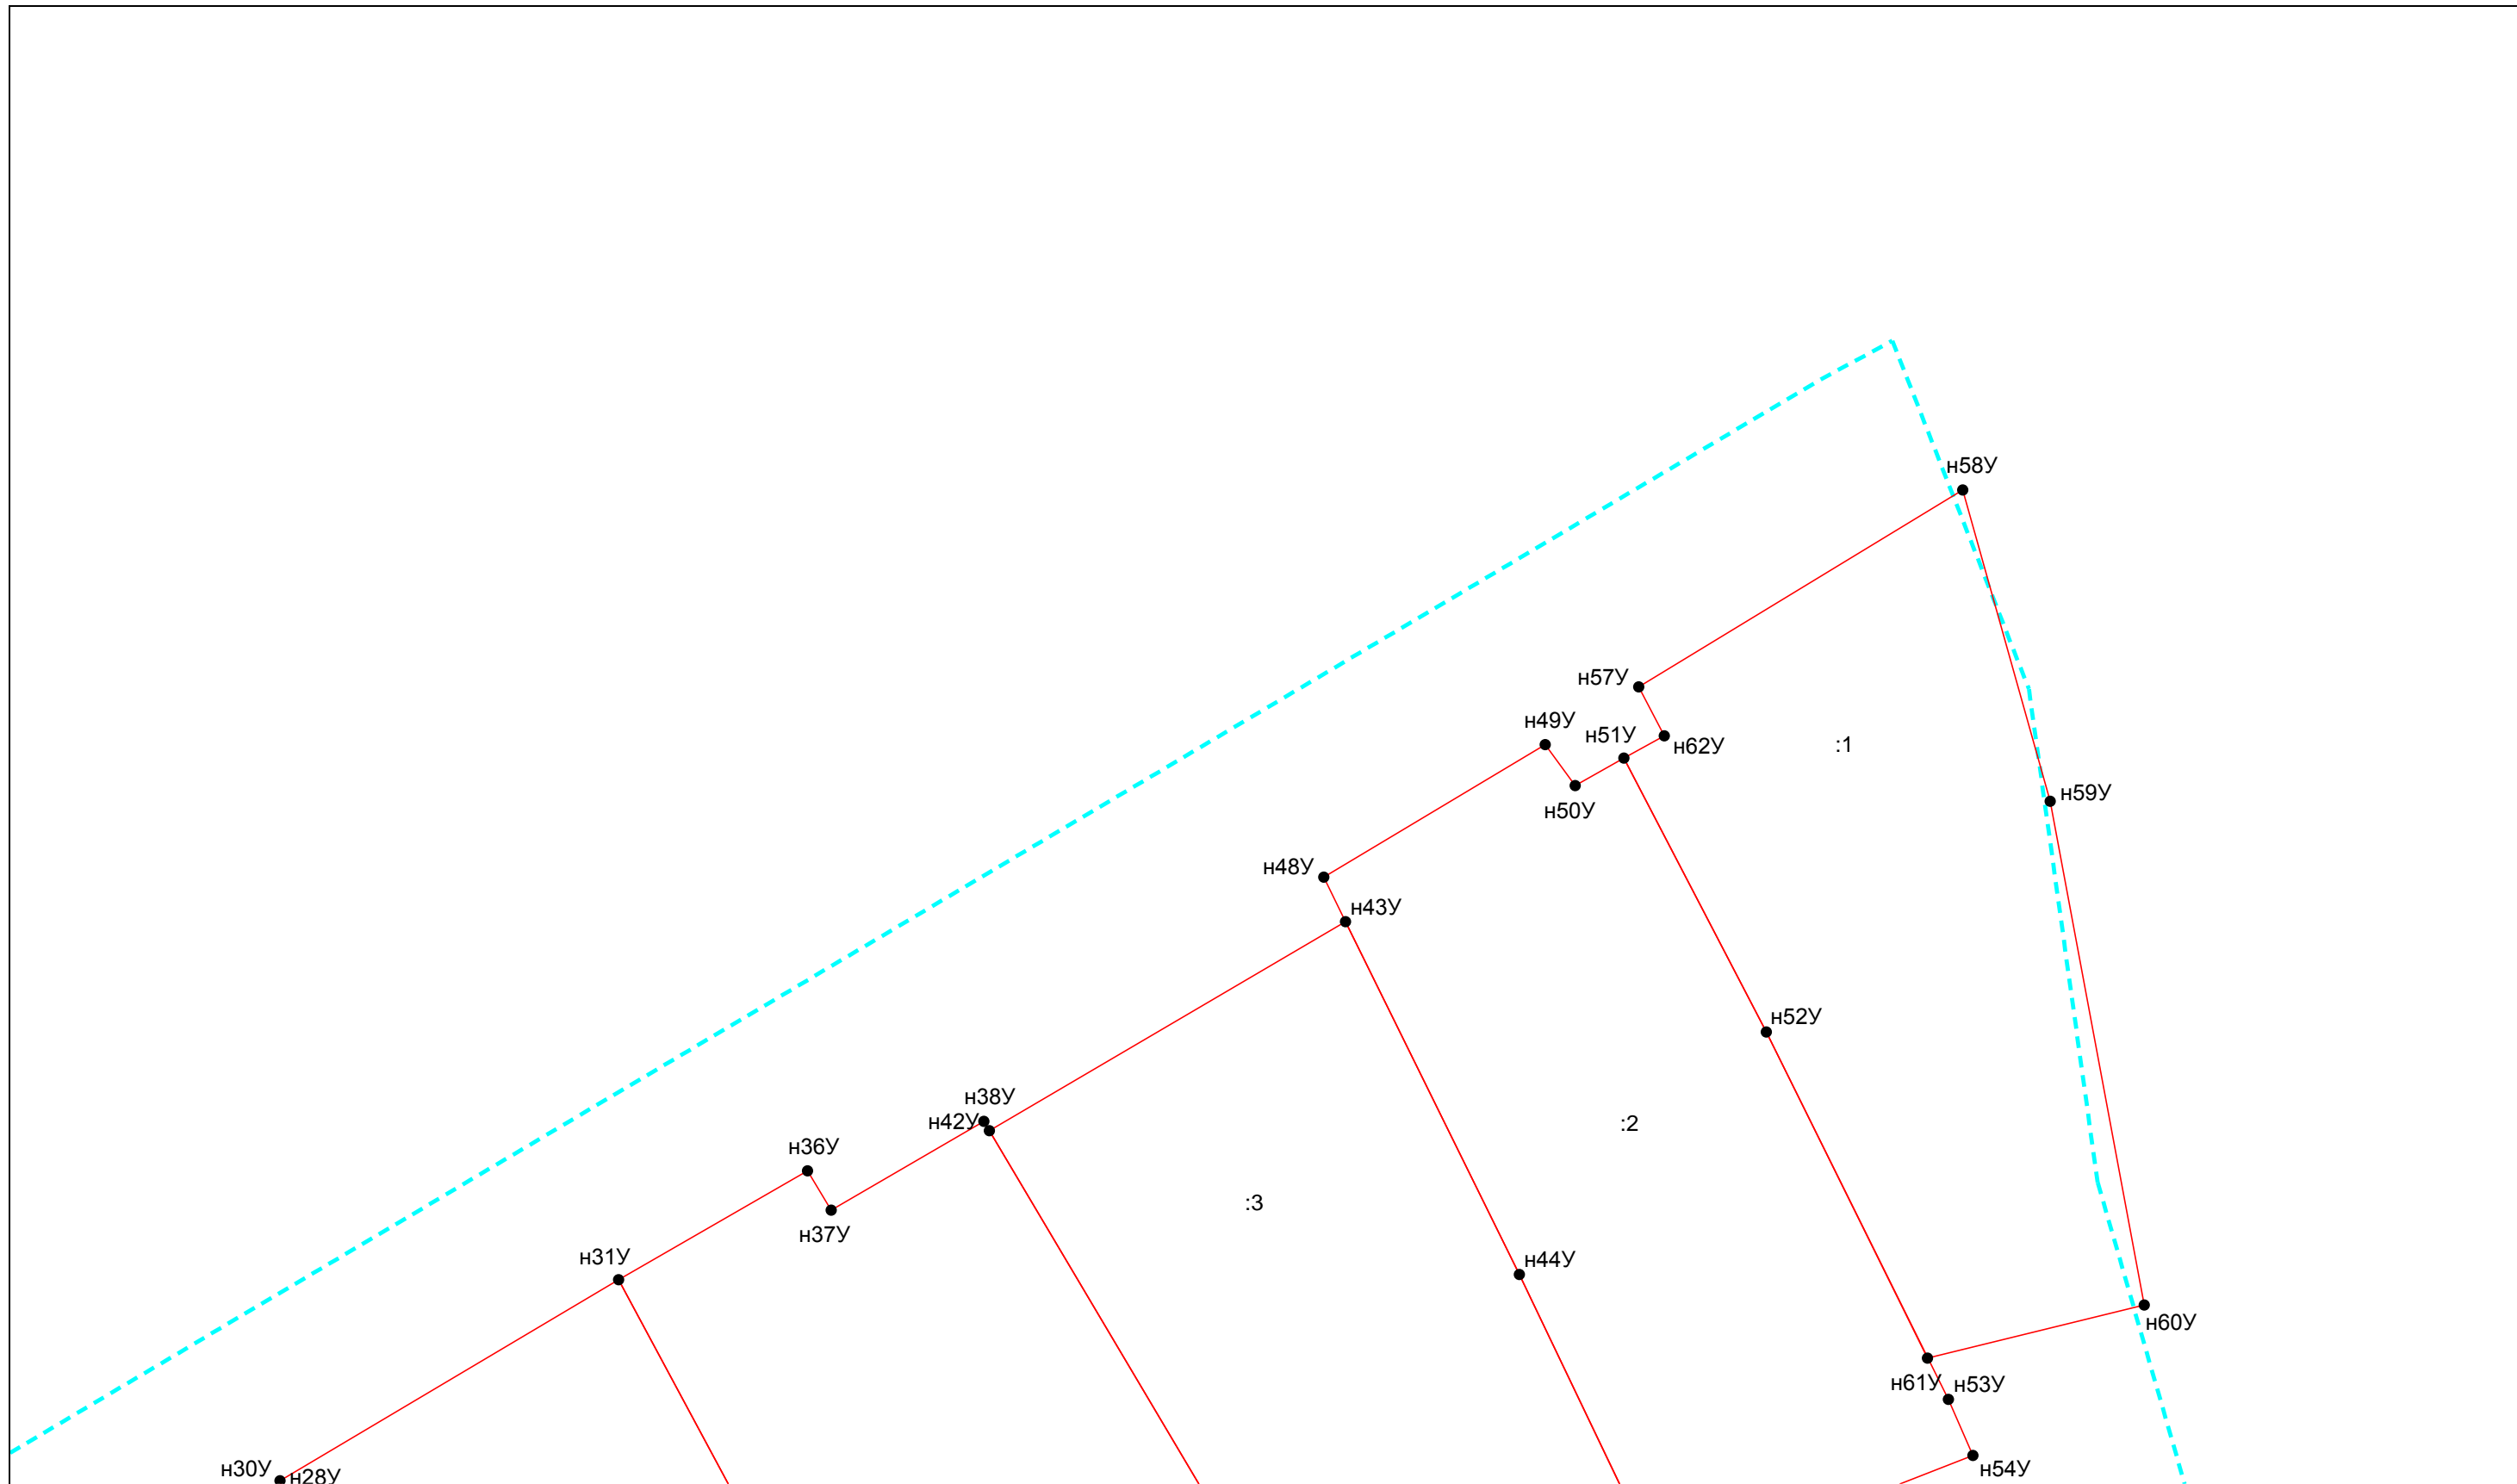 н58У
н57У
н49У
н51У
н62У
:1
н59У
н50У
н48У
н43У
н52У
н38У
н42У
:2
н36У
:3
н37У
н31У
н44У
н60У
н61У
н53У
н30У
н28У
н54У